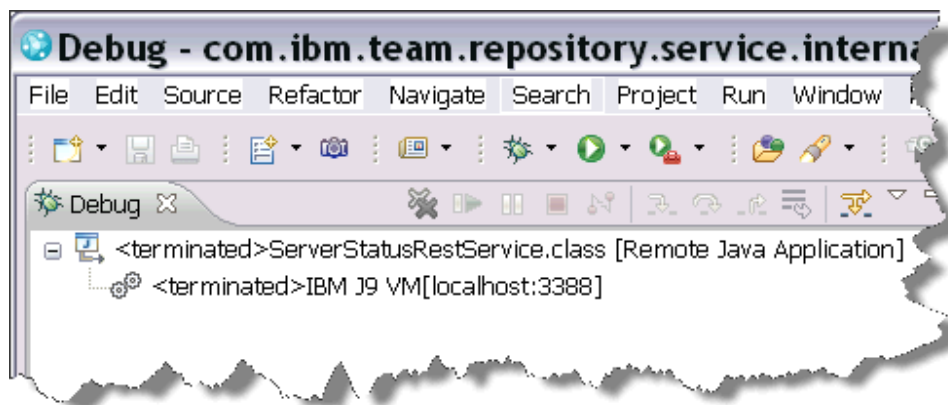 Debug - com.ibm.team.repository.service.interna
File Edit Source Refactor Navigate Search Project Run Window
Debug
<terminated>ServerStatusRestService.class [Remote Java Application]
<terminated>IBM J9 VM[localhost:3388]